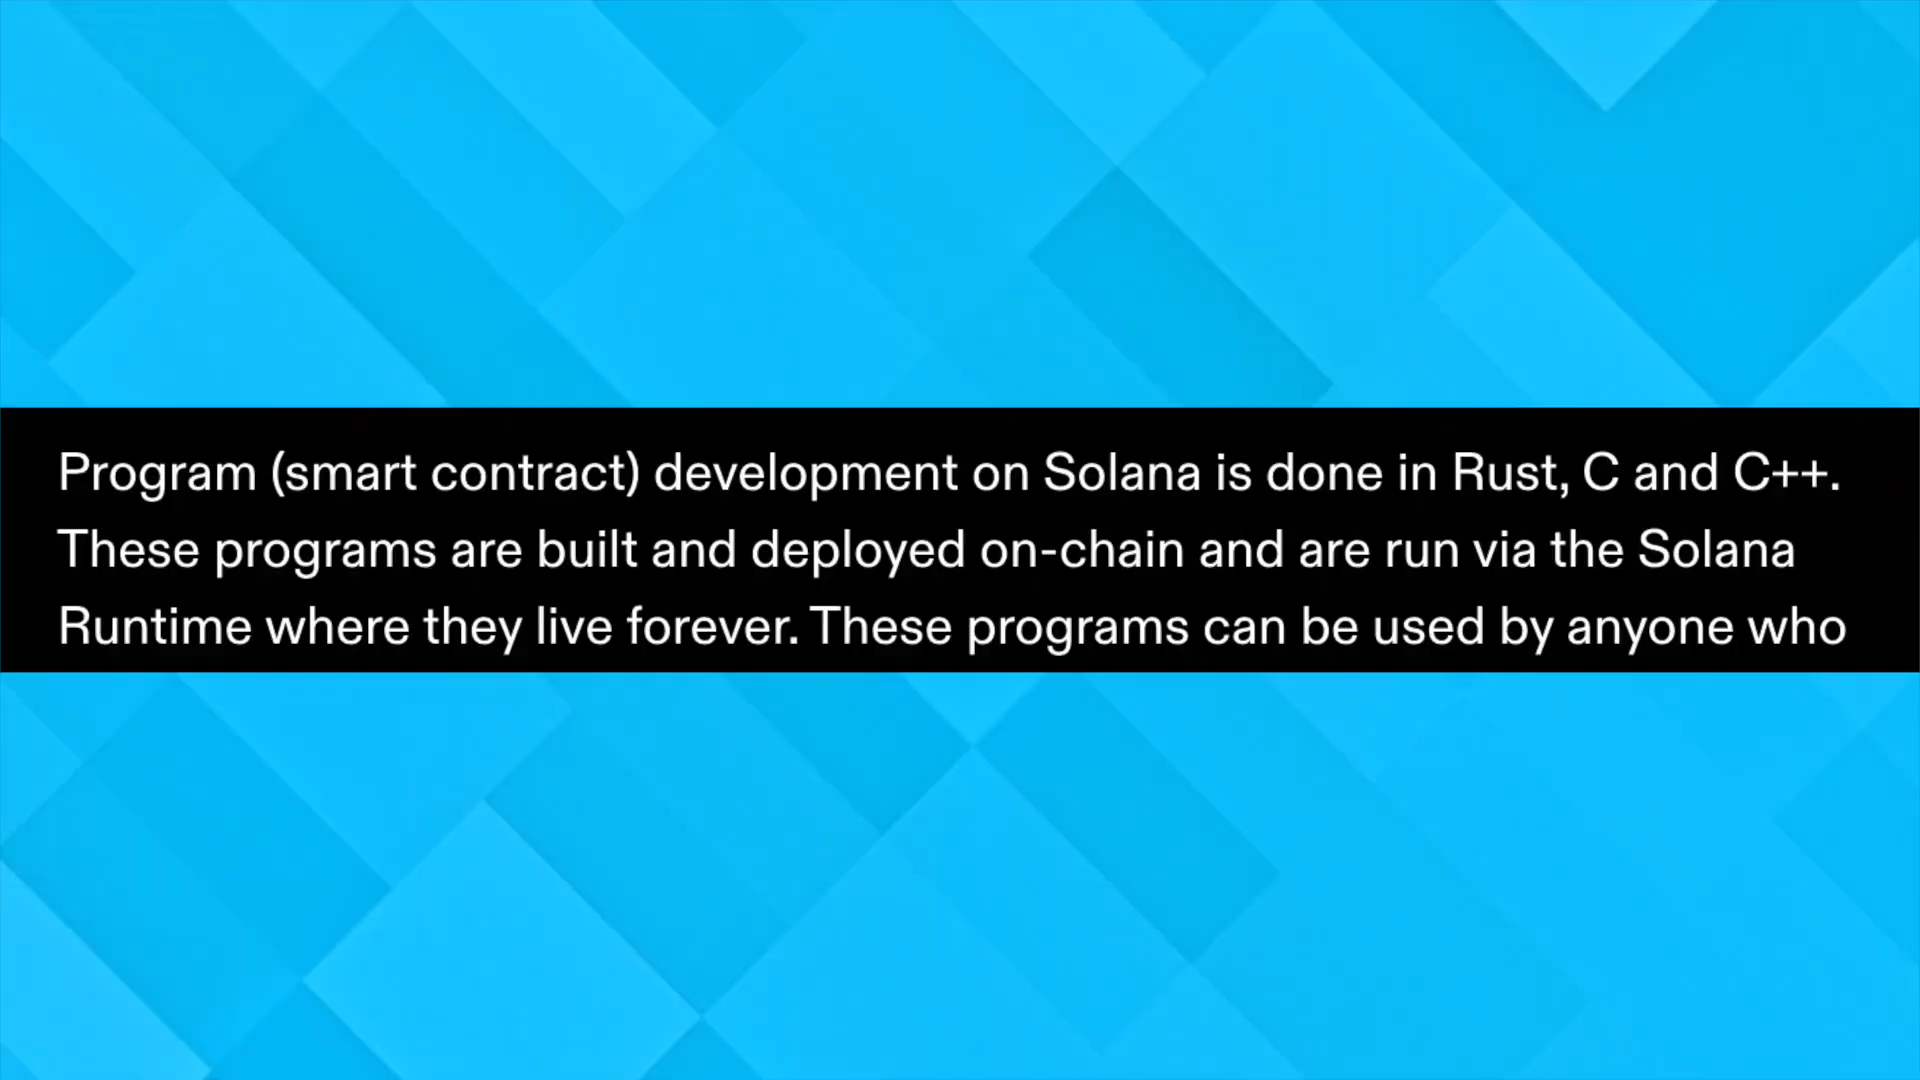 Program (smart contract) development on Solana is done in Rust, C and C++.
These programs are built and deployed on-chain and are run via the Solana
Runtime where they live forever. These programs can be used by anyone who